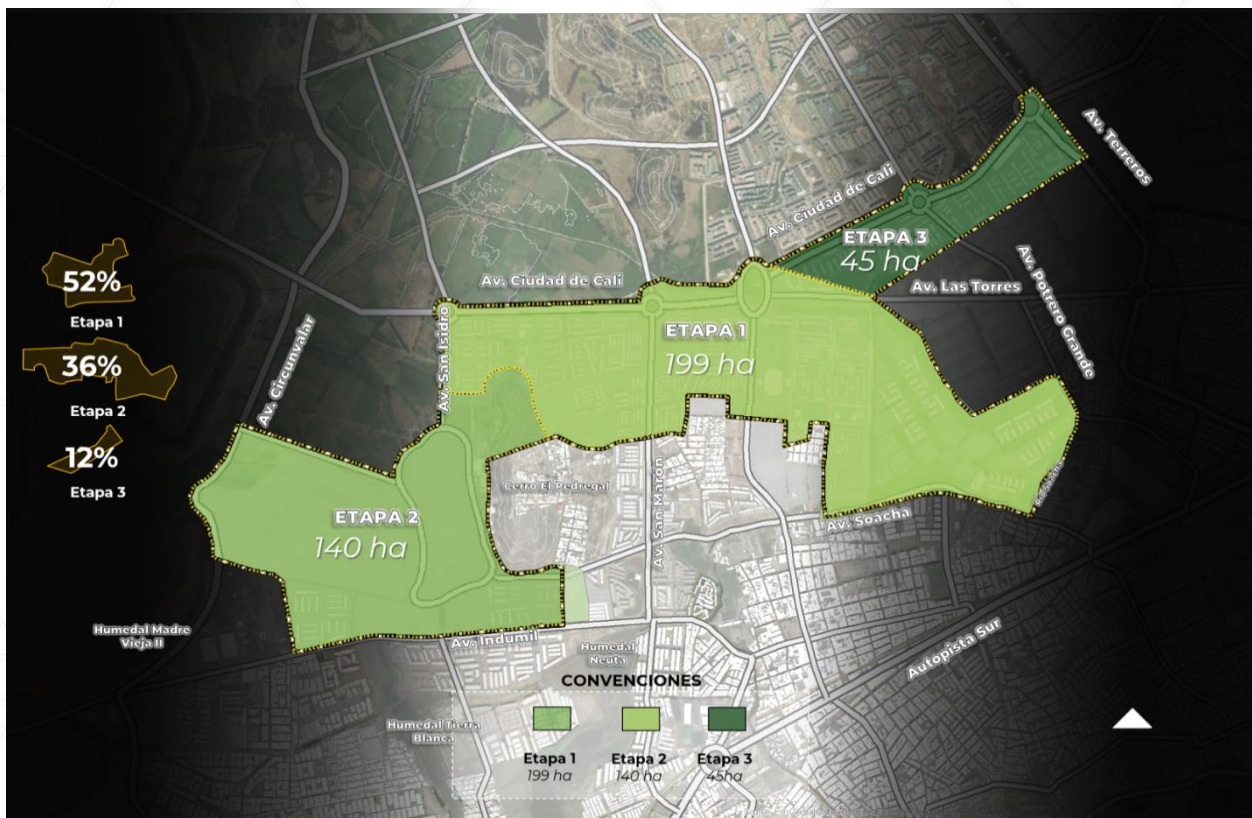 Av. Terreros
Av. Ciudad de Cali
ETAPA 3
45 ha
Av. Ciudad de Cali
Av. Las Torres
Av. Potrero Grande
52%
Etapa 1
36%
Etapa 2
12%
Etapa 3
Av. Circunvalar
Av. San Isidro
ETAPA 1
199 ha
Cerro El Pedregal
Av. San Marón
ETAPA 2
140 ha
Av. Soacha
Humedal Madre
Vieja II
Av. Indumil
Humedal
Neuta
Autopista Sur
Humedal Tierra
Blanca
CONVENCIONES
Etapa 1
199 ha
Etapa 2
140 ha
Etapa 3
45ha